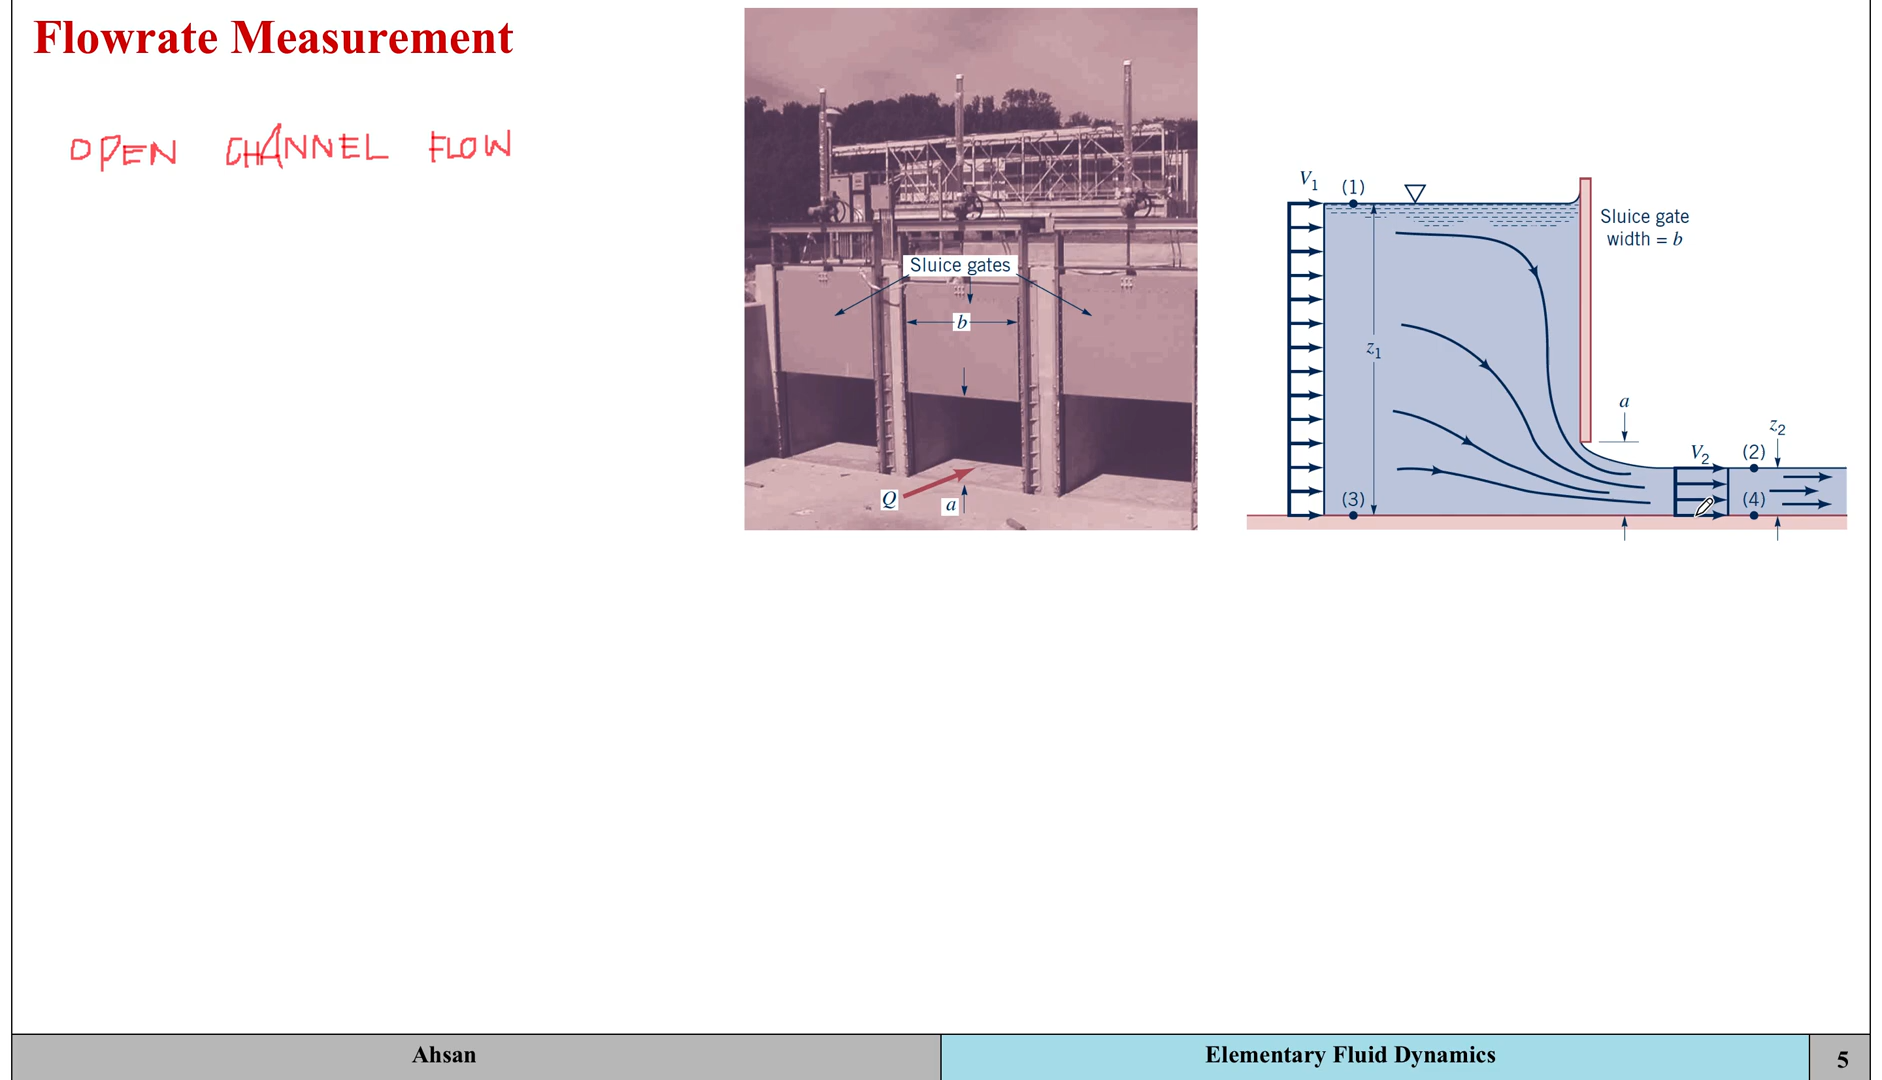 Flowrate Measurement
OPEN CHANNEL FLOW
Sluice gates
b
Q
a
V1
(1)
Sluice gate
width = b
z1
a
z2
V2
(2)
(3)
(4)
Ahsan
Elementary Fluid Dynamics
5